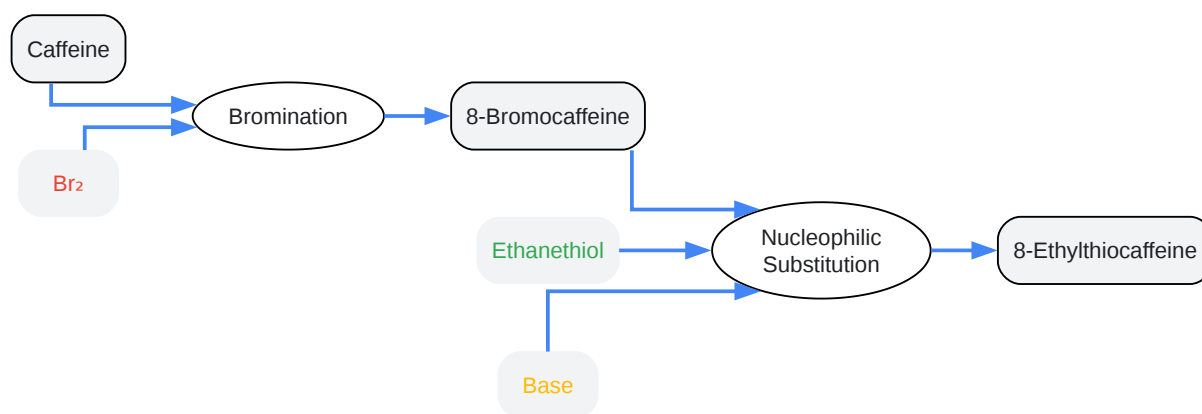 Caffeine
Bromination
8-Bromocaffeine
Br₂
Ethanethiol
Nucleophilic
Substitution
8-Ethylthiocaffeine
Base